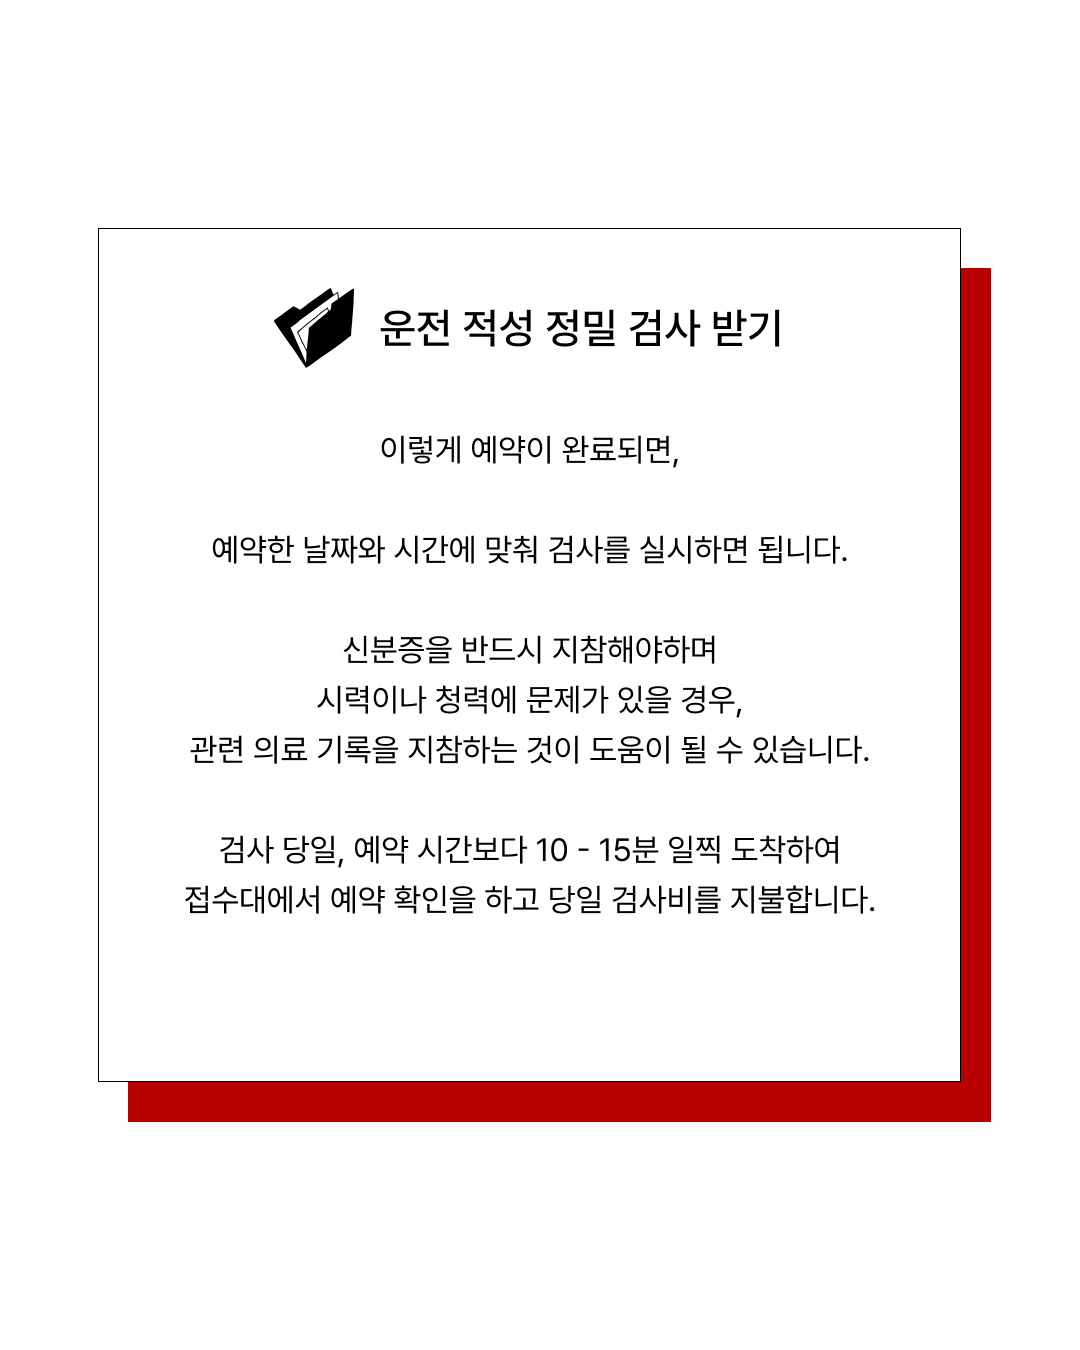 운전 적성 정밀 검사 받기
이렇게 예약이 완료되면,
예약한 날짜와 시간에 맞춰 검사를 실시하면 됩니다.
신분증을 반드시 지참해야하며
시력이나 청력에 문제가 있을 경우,
관련 의료 기록을 지참하는 것이 도움이 될 수 있습니다.
검사 당일, 예약 시간보다 10 - 15분 일찍 도착하여
접수대에서 예약 확인을 하고 당일 검사비를 지불합니다.